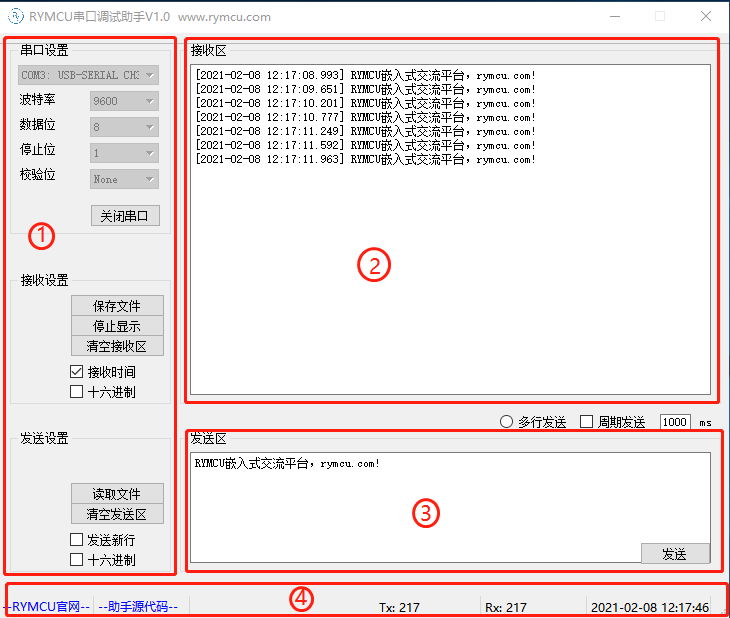 RYMCU串口调试助手V1.0 www.rymcu.com
串口设置
COM3: USB-SERIAL CH3
波特率 9600
数据位 8
停止位 1
校验位 None
关闭串口
①
接收设置
保存文件
停止显示
清空接收区
接收时间
十六进制
发送设置
读取文件
清空发送区
发送新行
十六进制
接收区
[2021-02-08 12:17:08.993] RYMCU嵌入式交流平台，rymcu.com!
[2021-02-08 12:17:09.651] RYMCU嵌入式交流平台，rymcu.com!
[2021-02-08 12:17:10.201] RYMCU嵌入式交流平台，rymcu.com!
[2021-02-08 12:17:10.777] RYMCU嵌入式交流平台，rymcu.com!
[2021-02-08 12:17:11.249] RYMCU嵌入式交流平台，rymcu.com!
[2021-02-08 12:17:11.592] RYMCU嵌入式交流平台，rymcu.com!
[2021-02-08 12:17:11.963] RYMCU嵌入式交流平台，rymcu.com!
②
多行发送 周期发送 1000 ms
发送区
RYMCU嵌入式交流平台，rymcu.com!
③
发送
--RYMCU官网-- --助手源代码-- ④ Tx: 217 Rx: 217 2021-02-08 12:17:46